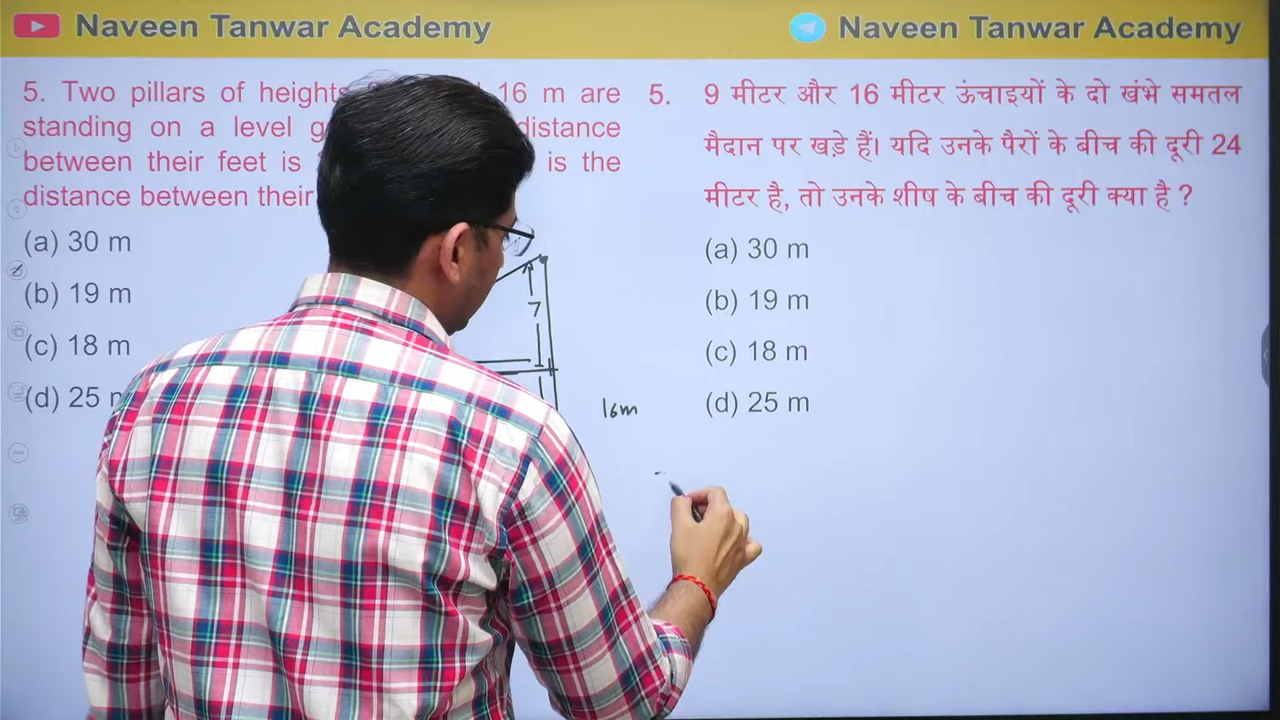 Naveen Tanwar Academy
Naveen Tanwar Academy
5. Two pillars of heights 16 m are
standing on a level distance
between their feet is is the
distance between their
(a) 30 m
(b) 19 m
(c) 18 m
(d) 25
7
16m
5. 9 मीटर और 16 मीटर ऊंचाइयों के दो खंभे समतल
मैदान पर खड़े हैं। यदि उनके पैरों के बीच की दूरी 24
मीटर है, तो उनके शीष के बीच की दूरी क्या है ?
(a) 30 m
(b) 19 m
(c) 18 m
(d) 25 m